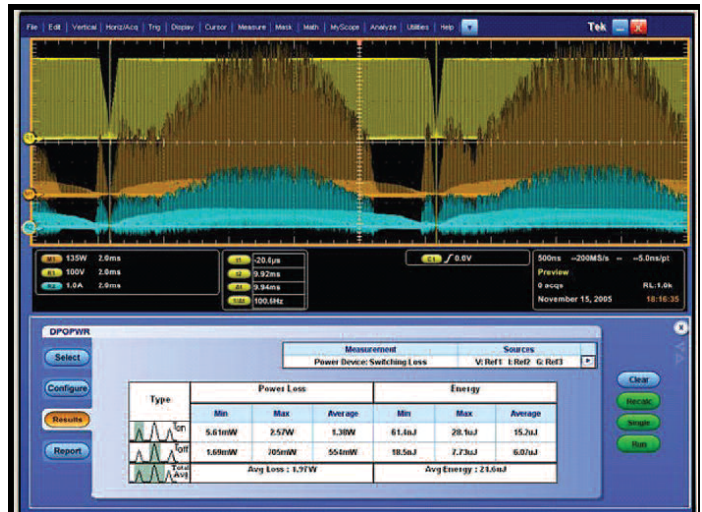 File Edit Vertical Horiz/Acq Trig Display Cursor Measure Mask Math MyScope Analyze Utilities Help Tek
M1 135W 2.0ms
R1 100V 2.0ms
R2 1.0A 2.0ms
t1 -20.0µs
t2 9.92ms
Δt 9.94ms
1/Δt 100.6Hz
C1 0.0V
500ns --200MS/s -- --5.0ns/pt
Preview
0 acqs RL:1.0k
November 15, 2005 18:16:35
DPOPWR
Select
Configure
Results
Report
Measurement Sources
Power Device: Switching Loss V: Ref1 I: Ref2 G: Ref3
Type Power Loss Energy
Min Max Average Min Max Average
Ton 5.61mW 2.57W 1.38W 61.4nJ 28.1uJ 15.2uJ
Toff 1.69mW 705mW 554mW 18.5nJ 7.73uJ 6.07uJ
Total Avg Avg Loss : 1.97W Avg Energy : 21.6uJ
Clear
Recalc
Single
Run